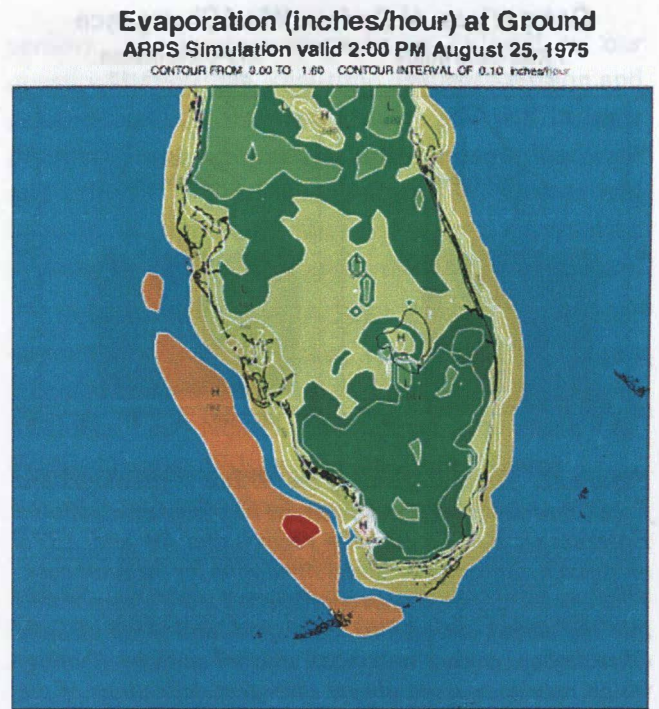 Evaporation (inches/hour) at Ground
ARPS Simulation valid 2:00 PM August 25, 1975
CONTOUR FROM 0.00 TO 1.60 CONTOUR INTERVAL OF 0.10 inches/hour
L
H
L
L
H
H
H